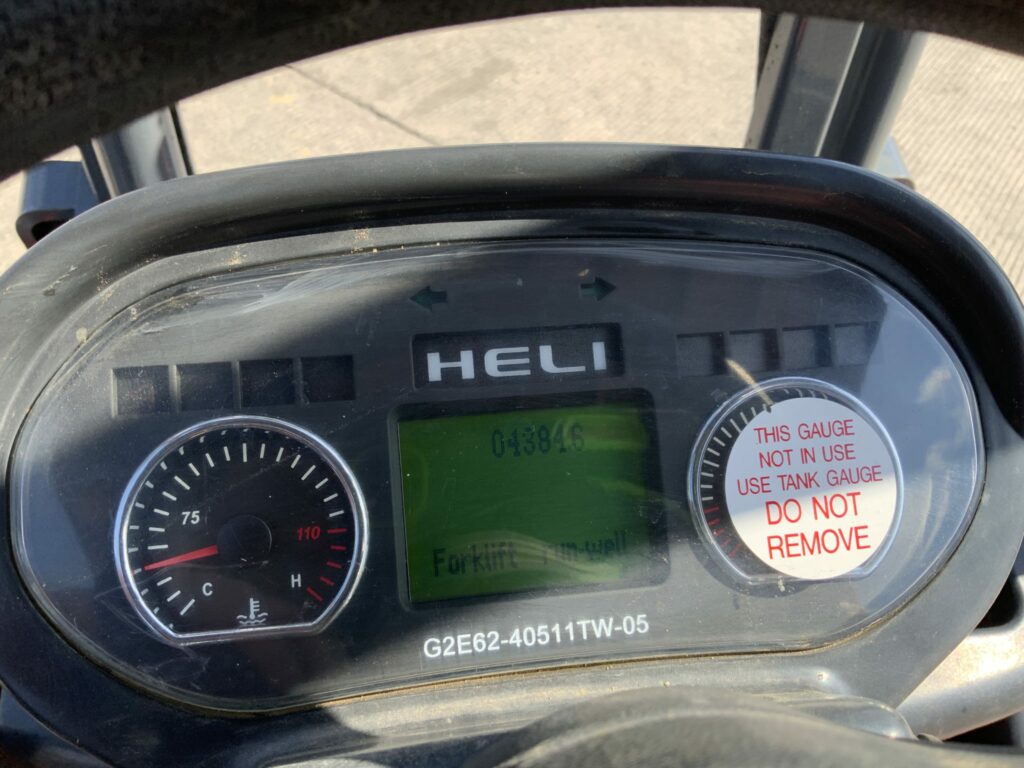 HELI
043846
75
110
C
H
Forklift run-well
G2E62-40511TW-05
THIS GAUGE
NOT IN USE
USE TANK GAUGE
DO NOT
REMOVE